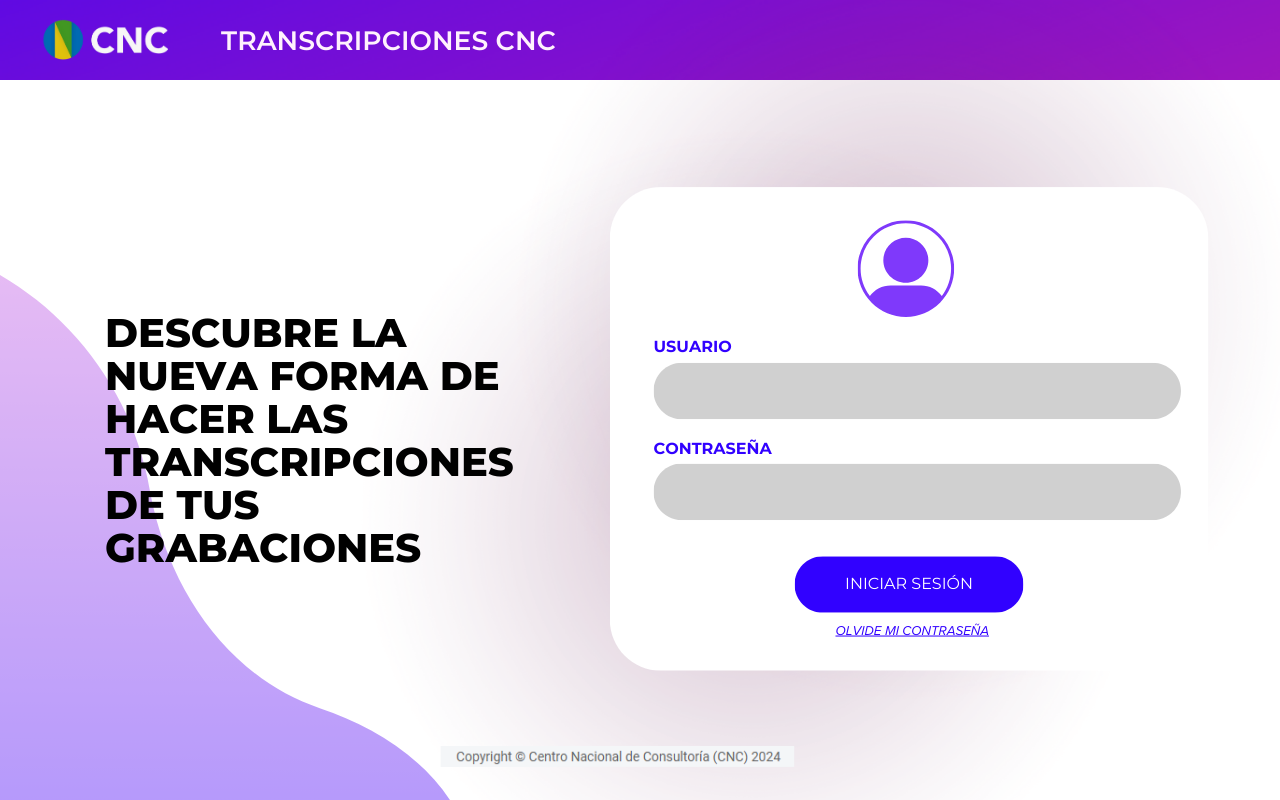 CNC
TRANSCRIPCIONES CNC
DESCUBRE LA
NUEVA FORMA DE
HACER LAS
TRANSCRIPCIONES
DE TUS
GRABACIONES
USUARIO
CONTRASEÑA
INICIAR SESIÓN
OLVIDE MI CONTRASEÑA
Copyright © Centro Nacional de Consultoría (CNC) 2024